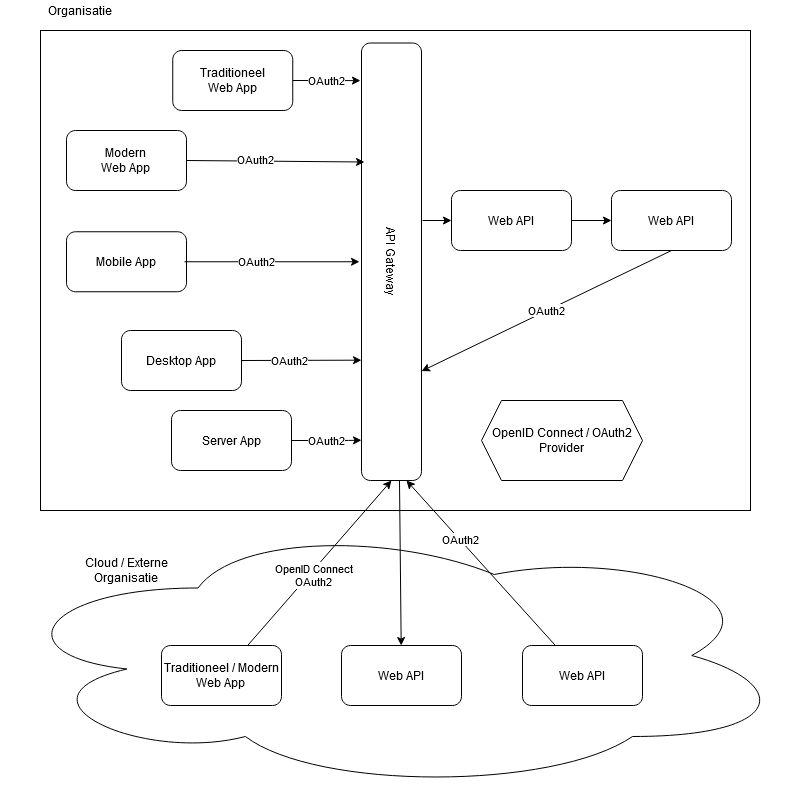 Organisatie
Traditioneel
Web App
OAuth2
Modern
Web App
OAuth2
API Gateway
Web API
Web API
Mobile App
OAuth2
OAuth2
Desktop App
OAuth2
Server App
OAuth2
OpenID Connect / OAuth2
Provider
OAuth2
Cloud / Externe
Organisatie
OpenID Connect
OAuth2
Traditioneel / Modern
Web App
Web API
Web API